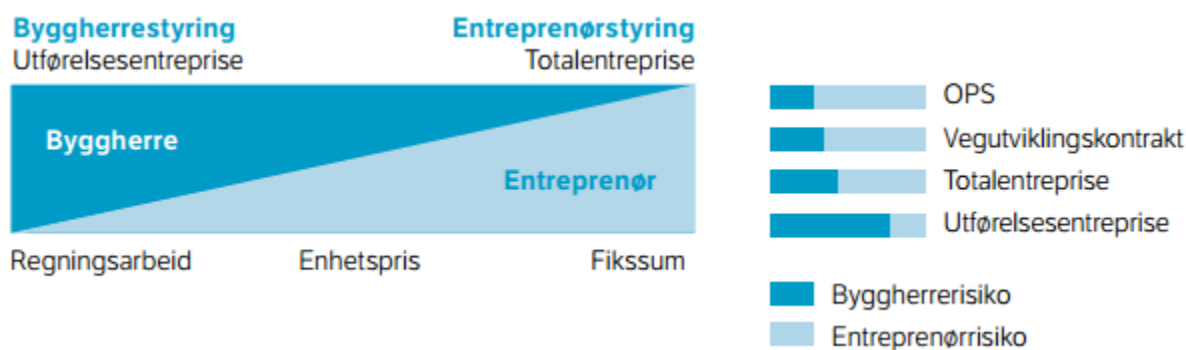 Byggherrestyring
Utførelsesentreprise
Entreprenørstyring
Totalentreprise
Byggherre
Entreprenør
Regningsarbeid
Enhetspris
Fikssum
OPS
Vegutviklingskontrakt
Totalentreprise
Utførelsesentreprise
Byggherrerisiko
Entreprenørrisiko